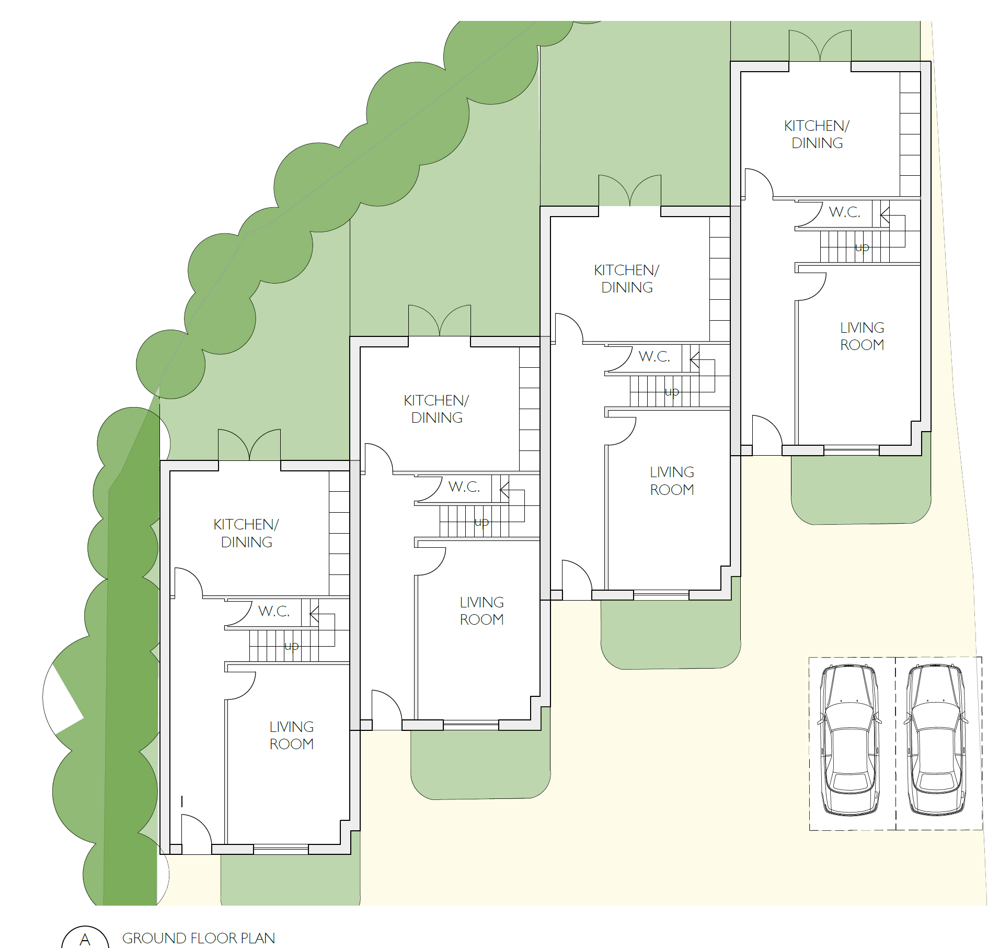 KITCHEN/
DINING
W.C.
up
LIVING
ROOM
KITCHEN/
DINING
W.C.
up
LIVING
ROOM
KITCHEN/
DINING
W.C.
up
LIVING
ROOM
KITCHEN/
DINING
W.C.
up
LIVING
ROOM
A
GROUND FLOOR PLAN